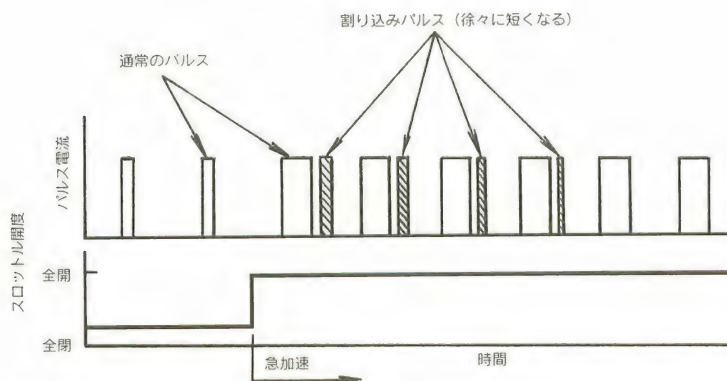 割り込みパルス（徐々に短くなる）
通常のパルス
パルス電流
スロットル開度
全開
全閉
急加速
時間